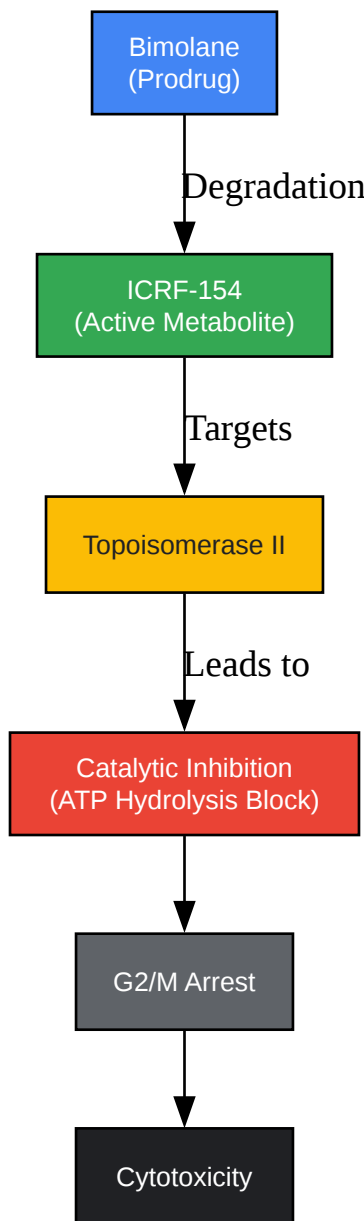 Bimolane
(Prodrug)
Degradation
ICRF-154
(Active Metabolite)
Targets
Topoisomerase II
Leads to
Catalytic Inhibition
(ATP Hydrolysis Block)
G2/M Arrest
Cytotoxicity